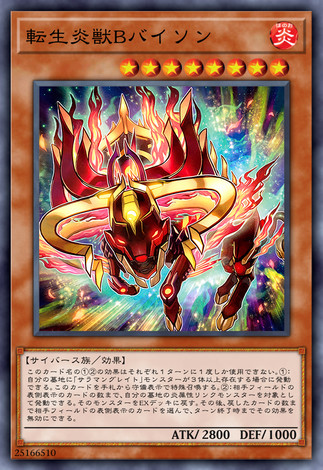 転生炎獣Bバイソン
ほのお
炎
【サイバース族／効果】
このカード名の①②の効果はそれぞれ１ターンに１度しか使用できない。①：
自分の墓地に「サラマングレイト」モンスターが３体以上存在する場合に発動
できる。このカードを手札から守備表示で特殊召喚する。②：相手フィールドの
表側表示のカードの数まで、自分の墓地の炎属性リンクモンスターを対象とし
て発動できる。そのモンスターをEXデッキに戻す。その後、戻したカードの数ま
で相手フィールドの表側表示のカードを選んで、ターン終了時までその効果を
無効にできる。
ATK/ 2800 DEF/1000
25166510